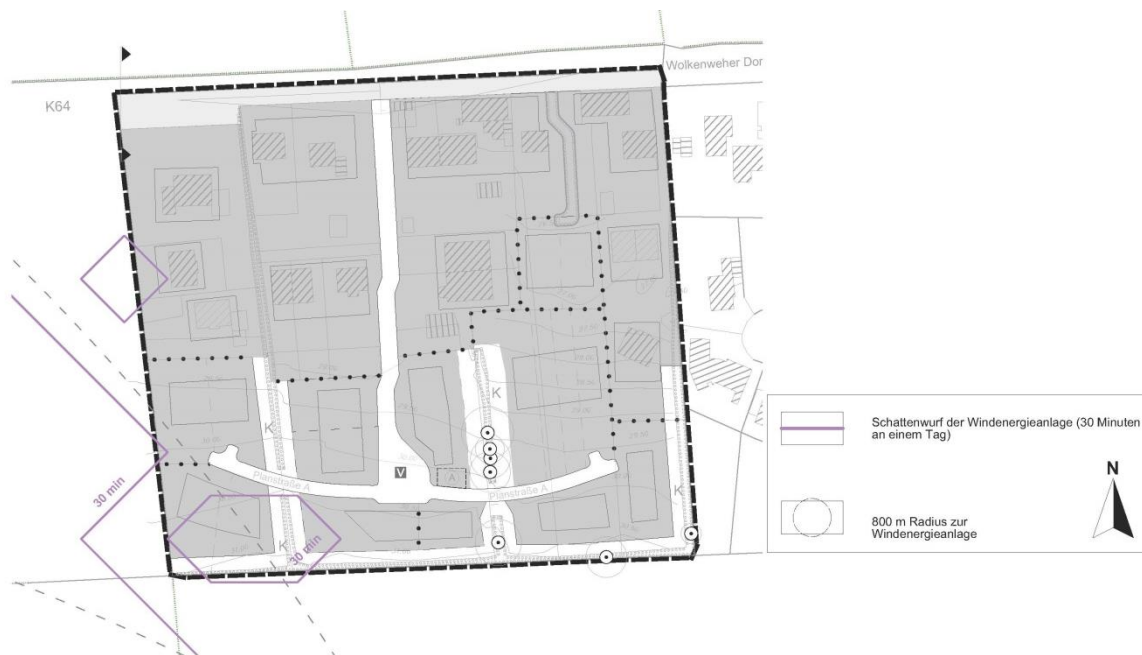 Wolkenweher Dor
K64
K
K
V
A
Planstraße A
Planstraße A
K
30 min
K
30 min
Schattenwurf der Windenergieanlage (30 Minuten
an einem Tag)
N
800 m Radius zur
Windenergieanlage